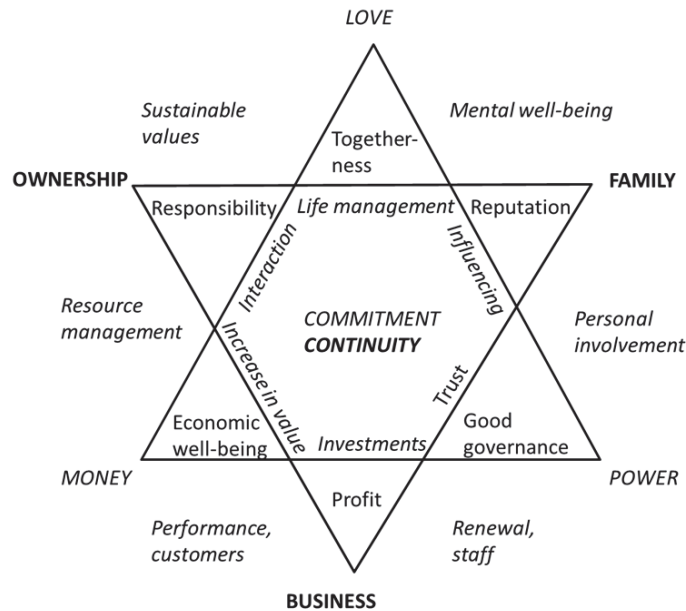 LOVE
Sustainable
values
Mental well-being
Together-
ness
OWNERSHIP
FAMILY
Responsibility
Life management
Reputation
Interaction
Influencing
Resource
management
COMMITMENT
CONTINUITY
Personal
involvement
Increase in value
Trust
Economic
well-being
Investments
Good
governance
MONEY
POWER
Profit
Performance,
customers
Renewal,
staff
BUSINESS